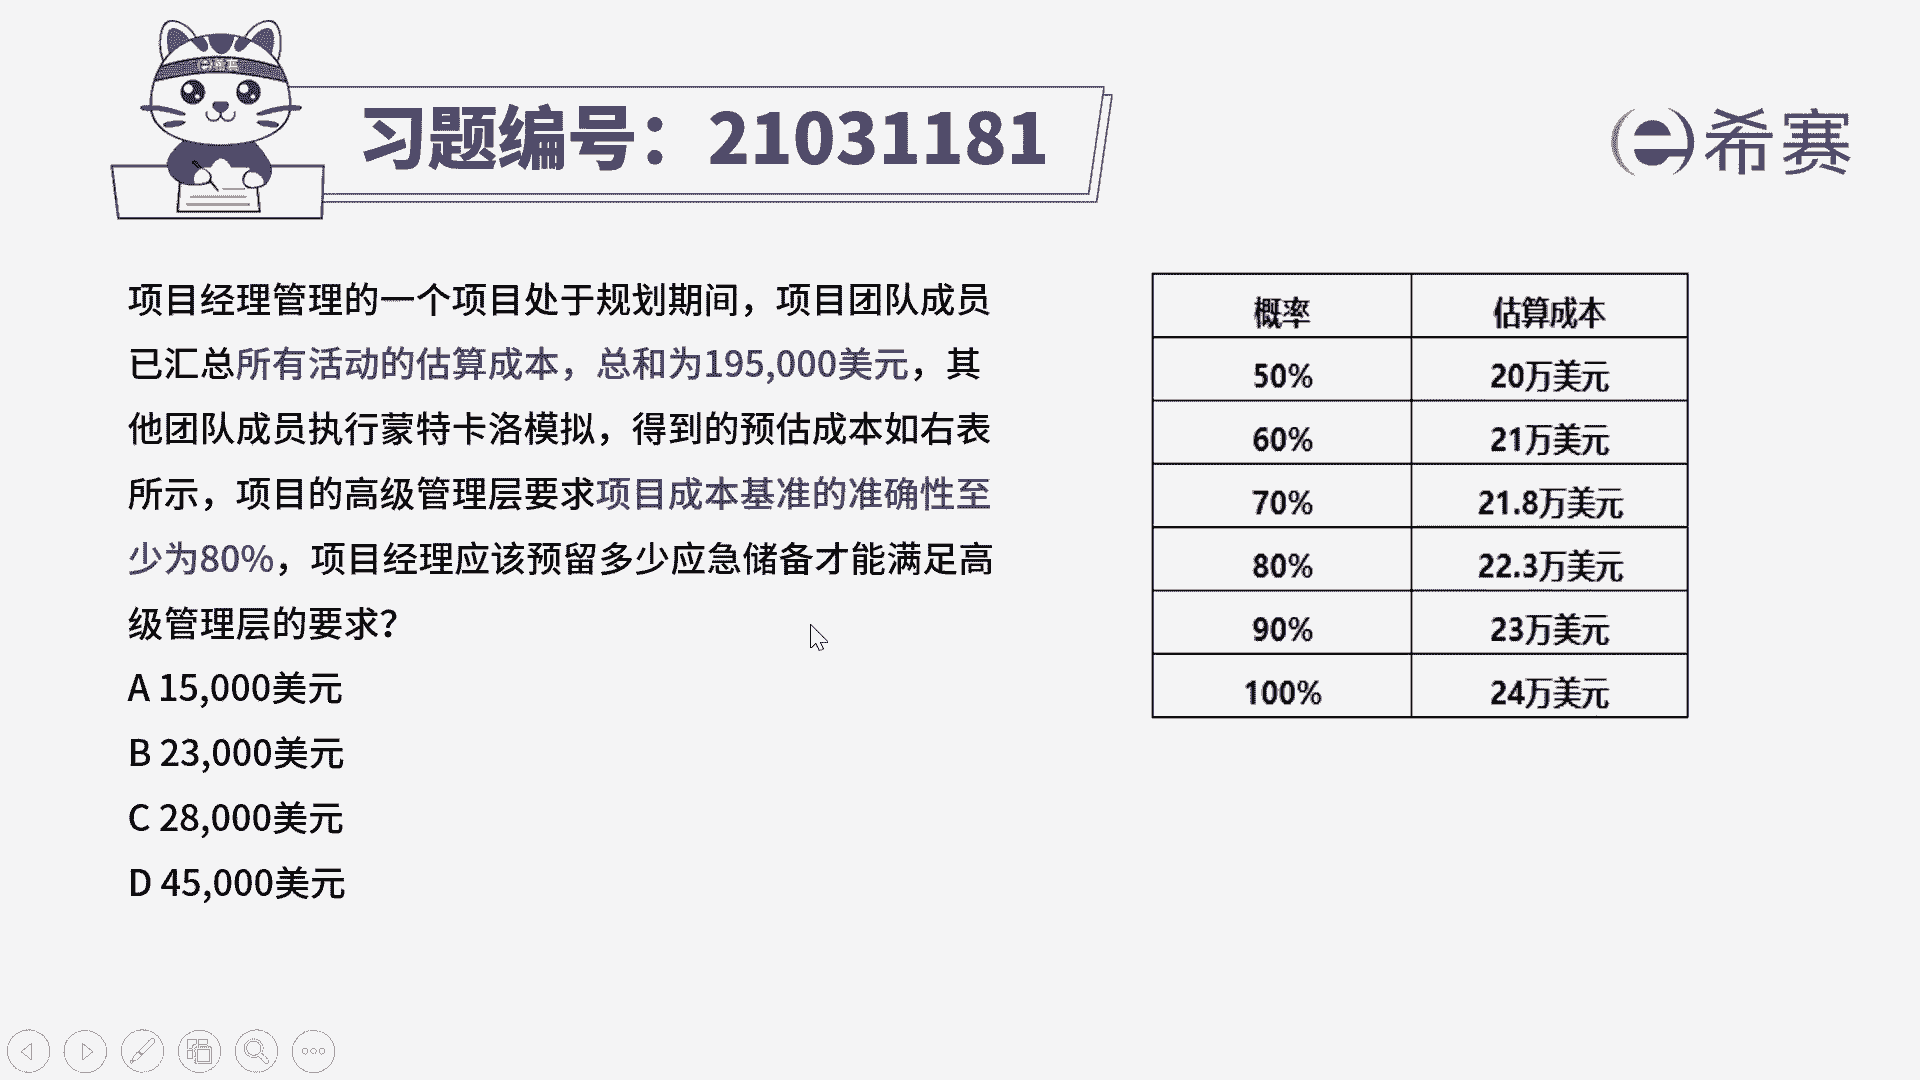 习题编号：21031181
希赛
项目经理管理的一个项目处于规划期间，项目团队成员
已汇总所有活动的估算成本，总和为195,000美元，其
他团队成员执行蒙特卡洛模拟，得到的预估成本如右表
所示，项目的高级管理层要求项目成本基准的准确性至
少为80%，项目经理应该预留多少应急储备才能满足高
级管理层的要求？
A 15,000美元
B 23,000美元
C 28,000美元
D 45,000美元
概率 估算成本
50% 20万美元
60% 21万美元
70% 21.8万美元
80% 22.3万美元
90% 23万美元
100% 24万美元